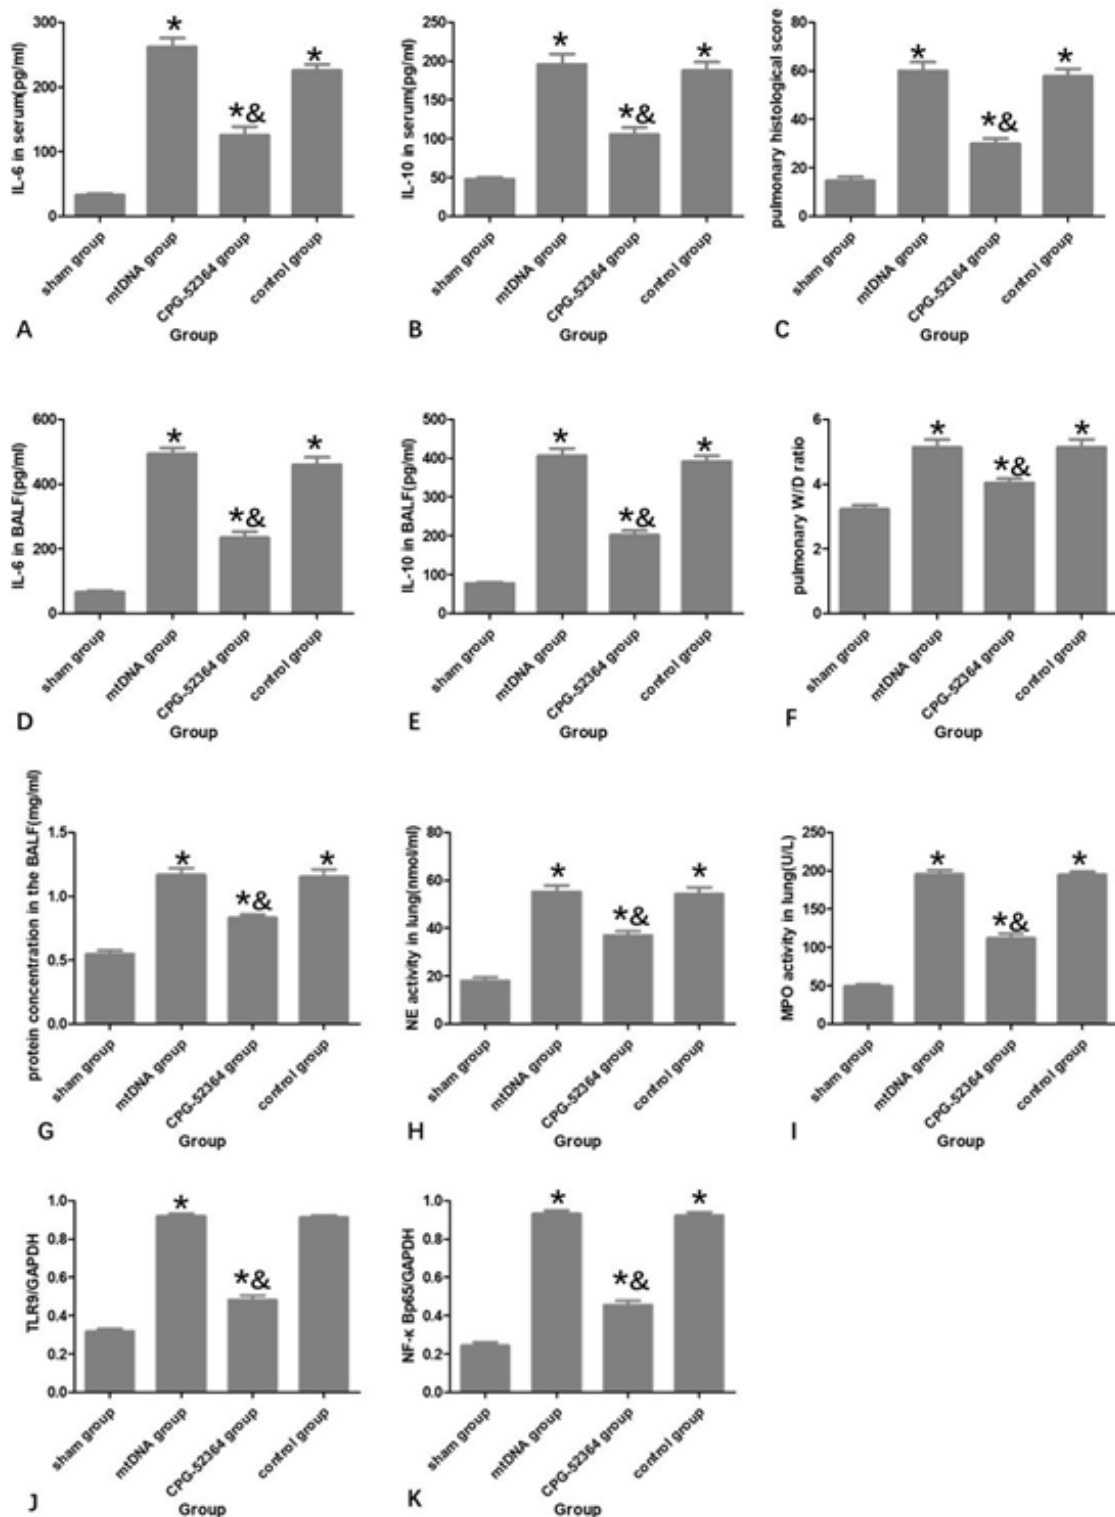 IL-6 in serum(pg/ml)
300
200
100
0
*
*&
*
sham group
mtDNA group
CPG-52364 group
control group
Group
A
IL-10 in serum(pg/ml)
250
200
150
100
50
0
*
*&
*
sham group
mtDNA group
CPG-52364 group
control group
Group
B
pulmonary histological score
80
60
40
20
0
*
*&
*
sham group
mtDNA group
CPG-52364 group
control group
Group
C
IL-6 in BALF(pg/ml)
600
400
200
0
*
*&
*
sham group
mtDNA group
CPG-52364 group
control group
Group
D
IL-10 in BALF(pg/ml)
500
400
300
200
100
0
*
*&
*
sham group
mtDNA group
CPG-52364 group
control group
Group
E
pulmonary W/D ratio
6
4
2
0
*
*&
*
sham group
mtDNA group
CPG-52364 group
control group
Group
F
protein concentration in the BALF(mg/ml)
1.5
1.0
0.5
0.0
*
*&
*
sham group
mtDNA group
CPG-52364 group
control group
Group
G
NE activity in lung(nmol/ml)
80
60
40
20
0
*
*&
*
sham group
mtDNA group
CPG-52364 group
control group
Group
H
MPO activity in lung(U/L)
250
200
150
100
50
0
*
*&
*
sham group
mtDNA group
CPG-52364 group
control group
Group
I
TLR9/GAPDH
1.0
0.8
0.6
0.4
0.2
0.0
*
*&
sham group
mtDNA group
CPG-52364 group
control group
Group
J
NF-κ Bp65/GAPDH
1.0
0.8
0.6
0.4
0.2
0.0
*
*&
*
sham group
mtDNA group
CPG-52364 group
control group
Group
K